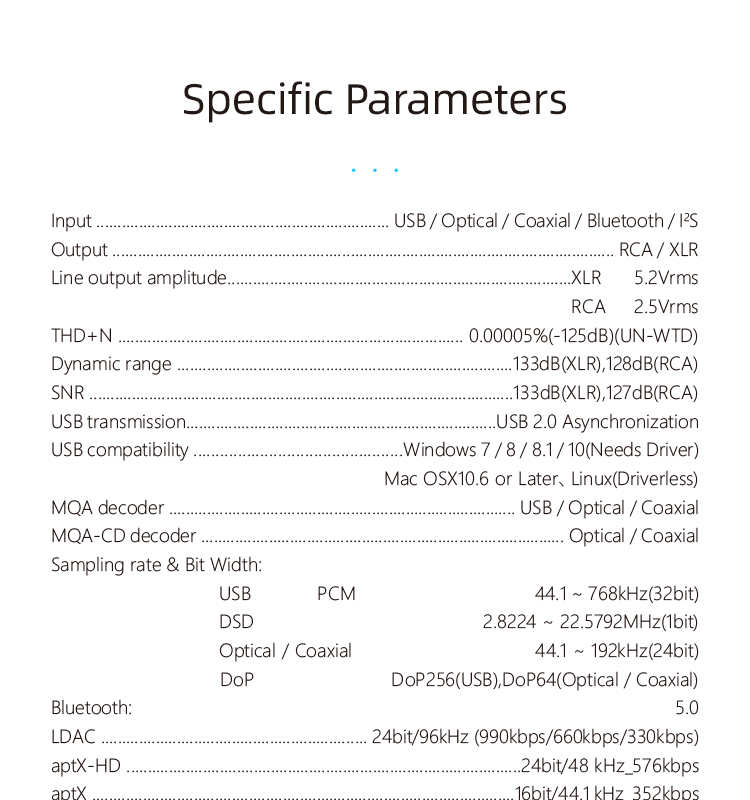 Specific Parameters
Input ........................................................................ USB / Optical / Coaxial / Bluetooth / I²S
Output ........................................................................ RCA / XLR
Line output amplitude........................................................................XLR 5.2Vrms
RCA 2.5Vrms
THD+N ........................................................................ 0.00005%(-125dB)(UN-WTD)
Dynamic range ........................................................................133dB(XLR),128dB(RCA)
SNR ........................................................................133dB(XLR),127dB(RCA)
USB transmission........................................................................USB 2.0 Asynchronization
USB compatibility ..................................................Windows 7 / 8 / 8.1 / 10(Needs Driver)
Mac OSX10.6 or Later、Linux(Driverless)
MQA decoder ........................................................................ USB / Optical / Coaxial
MQA-CD decoder ........................................................................ Optical / Coaxial
Sampling rate & Bit Width:
USB PCM 44.1 ~ 768kHz(32bit)
DSD 2.8224 ~ 22.5792MHz(1bit)
Optical / Coaxial 44.1 ~ 192kHz(24bit)
DoP DoP256(USB),DoP64(Optical / Coaxial)
Bluetooth: 5.0
LDAC ............................................................... 24bit/96kHz (990kbps/660kbps/330kbps)
aptX-HD ........................................................................24bit/48 kHz_576kbps
aptX ........................................................................16bit/44.1 kHz_352kbps